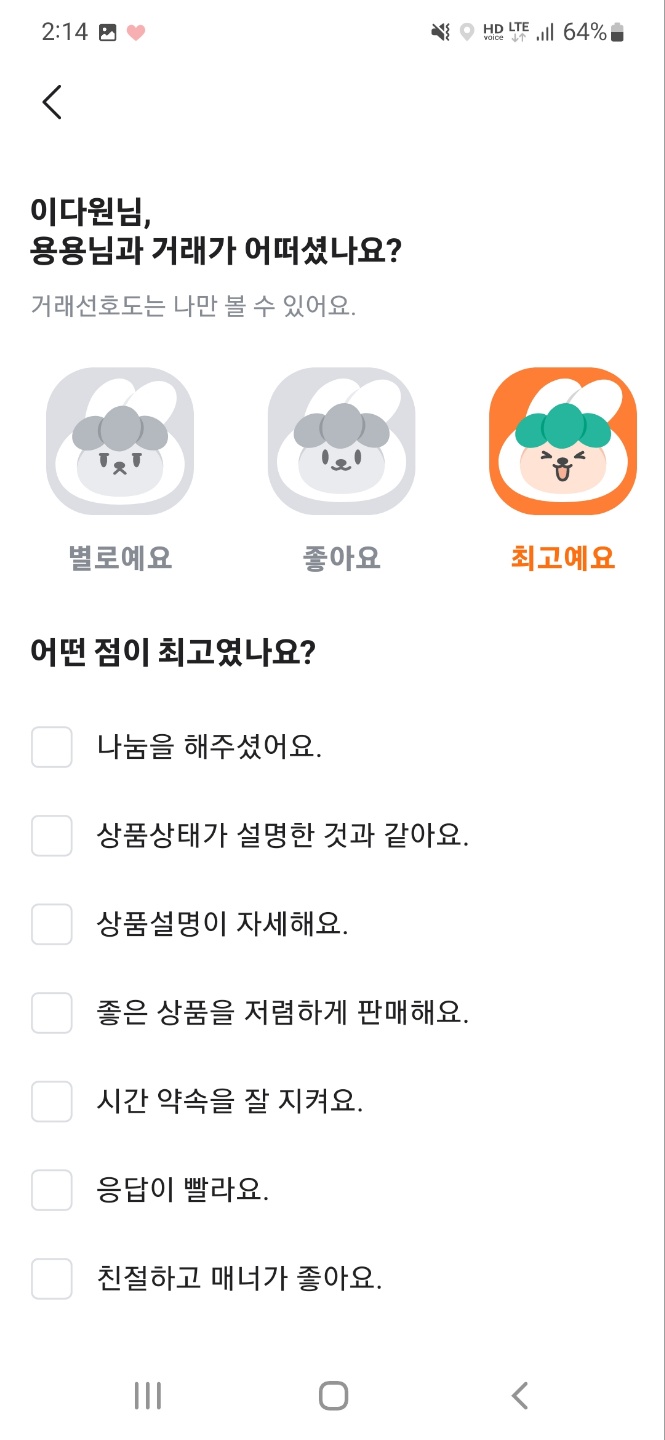 2:14
HD voice LTE 64%
이다원님,
용용님과 거래가 어떠셨나요?
거래선호도는 나만 볼 수 있어요.
별로예요 좋아요 최고예요
어떤 점이 최고였나요?
나눔을 해주셨어요.
상품상태가 설명한 것과 같아요.
상품설명이 자세해요.
좋은 상품을 저렴하게 판매해요.
시간 약속을 잘 지켜요.
응답이 빨라요.
친절하고 매너가 좋아요.